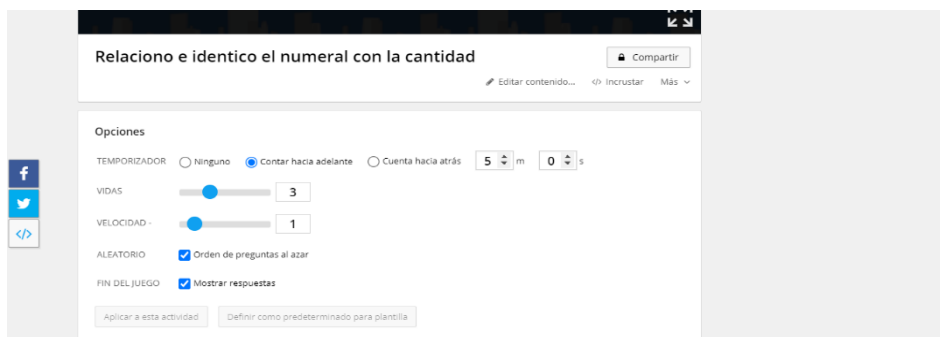 Relaciono e identico el numeral con la cantidad
Compartir
Editar contenido... </> Incrustar Más
Opciones
TEMPORIZADOR Ninguno Contar hacia adelante Cuenta hacia atrás 5 m 0 s
VIDAS 3
VELOCIDAD - 1
ALEATORIO Orden de preguntas al azar
FIN DEL JUEGO Mostrar respuestas
Aplicar a esta actividad Definir como predeterminado para plantilla
f
</>